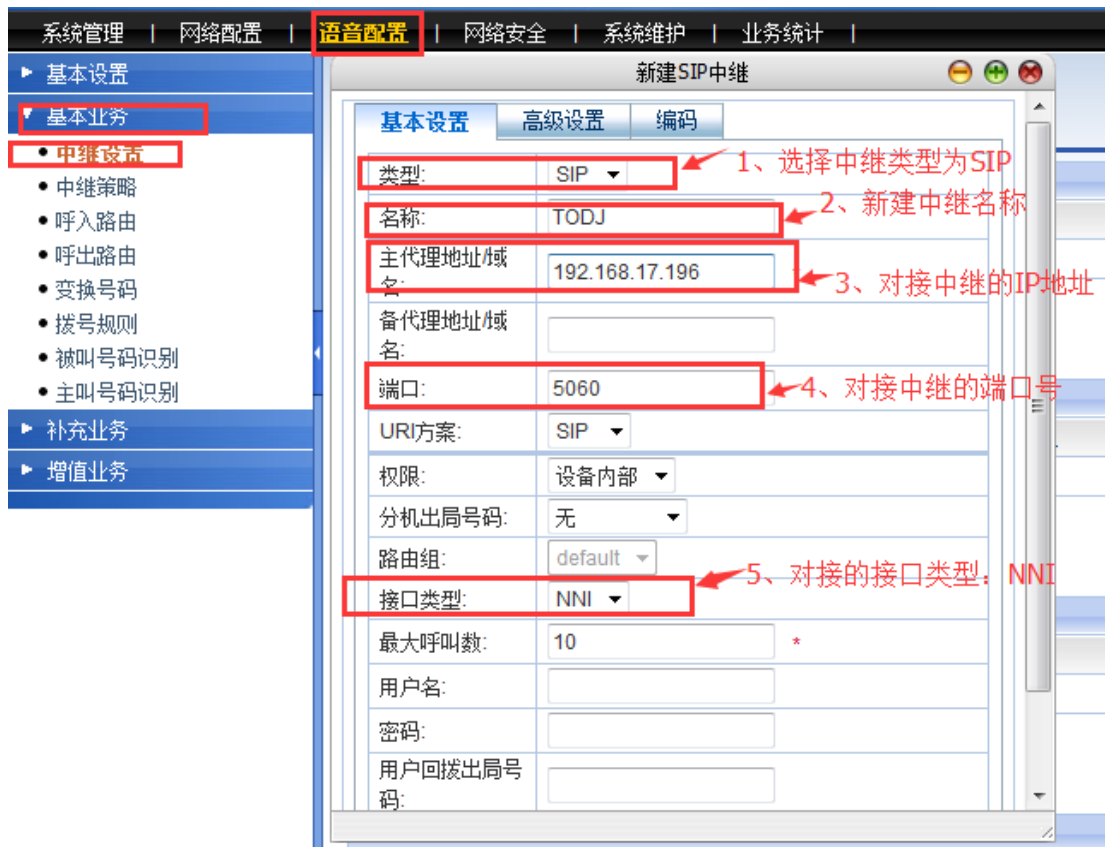 系统管理 | 网络配置 | 语音配置 | 网络安全 | 系统维护 | 业务统计 |
基本设置
基本业务
中继设置
中继策略
呼入路由
呼出路由
变换号码
拨号规则
被叫号码识别
主叫号码识别
补充业务
增值业务
新建SIP中继
基本设置 高级设置 编码
类型: SIP
1、选择中继类型为SIP
名称: TODJ
2、新建中继名称
主代理地址/域
名:
192.168.17.196
3、对接中继的IP地址
备代理地址/域
名:
端口: 5060
4、对接中继的端口号
URI方案: SIP
权限: 设备内部
分机出局号码: 无
路由组: default
5、对接的接口类型：NNI
接口类型: NNI
最大呼叫数: 10 *
用户名:
密码:
用户回拨出局号
码: